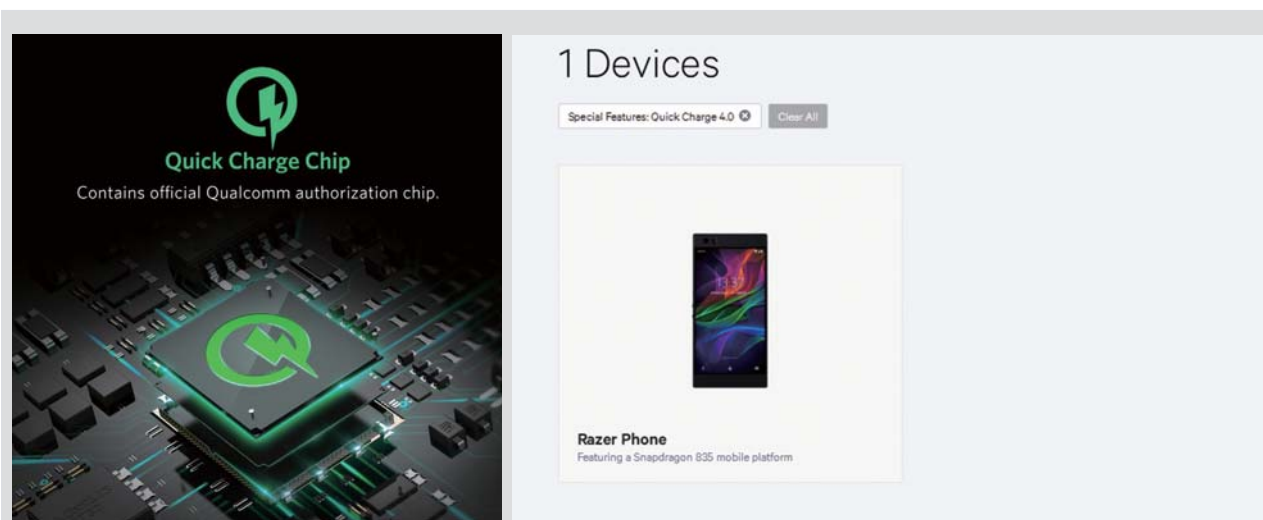 Quick Charge Chip
Contains official Qualcomm authorization chip.
1 Devices
Special Features: Quick Charge 4.0
Clear All
Razer Phone
Featuring a Snapdragon 835 mobile platform